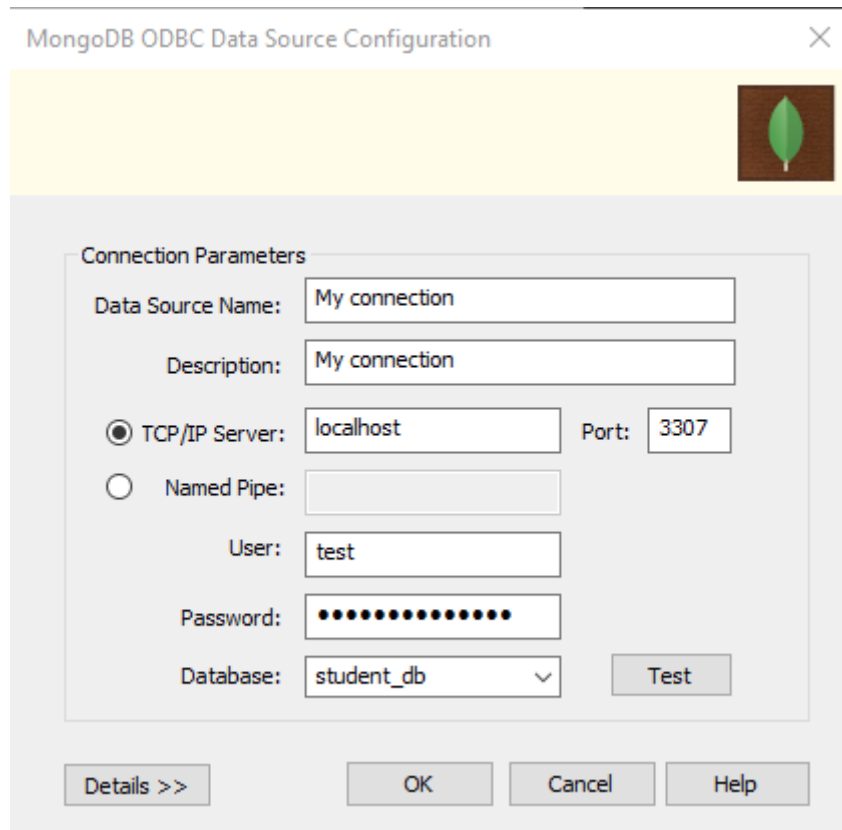 MongoDB ODBC Data Source Configuration
Connection Parameters
Data Source Name: My connection
Description: My connection
TCP/IP Server: localhost Port: 3307
Named Pipe:
User: test
Password: ••••••••••••••
Database: student_db Test
Details >> OK Cancel Help